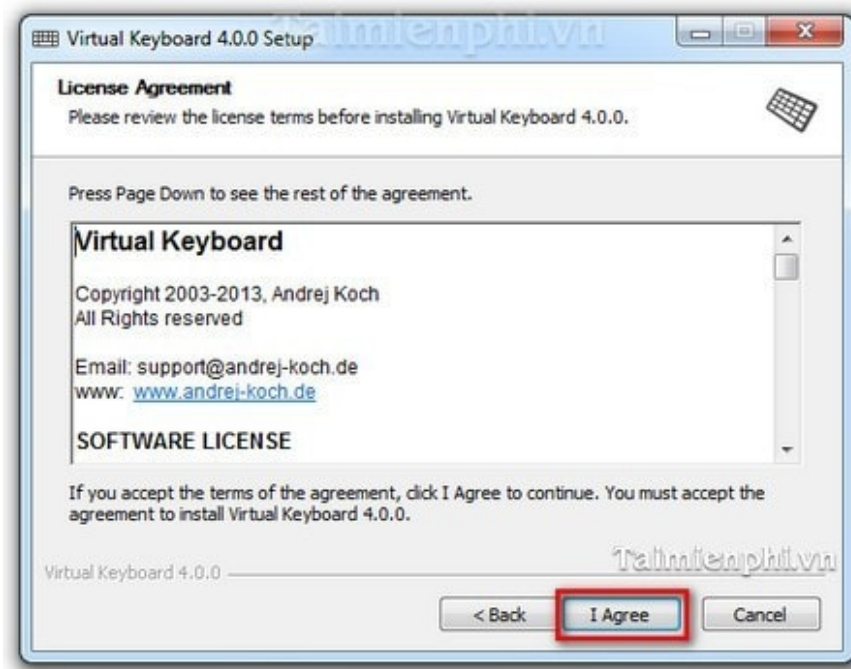 Taimienphi.vn
Virtual Keyboard 4.0.0 Setup
License Agreement
Please review the license terms before installing Virtual Keyboard 4.0.0.
Press Page Down to see the rest of the agreement.
Virtual Keyboard
Copyright 2003-2013, Andrej Koch
All Rights reserved
Email: support@andrej-koch.de
www: www.andrej-koch.de
SOFTWARE LICENSE
If you accept the terms of the agreement, click I Agree to continue. You must accept the
agreement to install Virtual Keyboard 4.0.0.
Taimienphi.vn
Virtual Keyboard 4.0.0
< Back I Agree Cancel